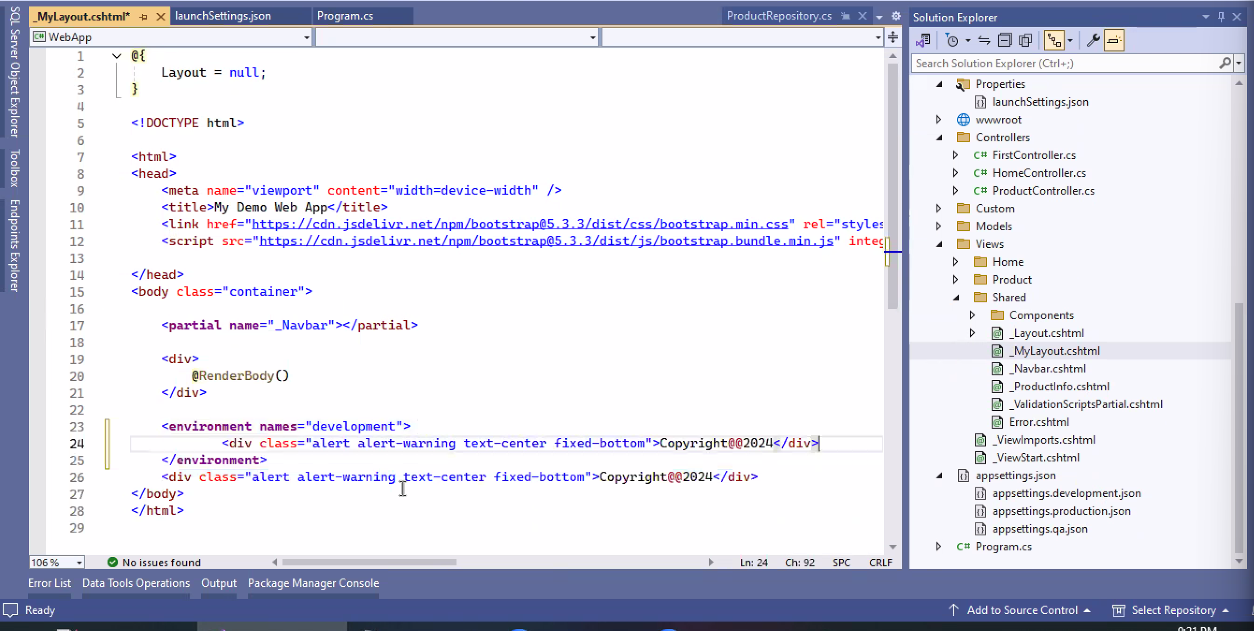 SQL Server Object Explorer
Toolbox
Endpoints Explorer
_MyLayout.cshtml*
launchSettings.json
Program.cs
ProductRepository.cs
WebApp
1 @{
2 Layout = null;
3 }
4
5 <!DOCTYPE html>
6
7 <html>
8 <head>
9 <meta name="viewport" content="width=device-width" />
10 <title>My Demo Web App</title>
11 <link href="https://cdn.jsdelivr.net/npm/bootstrap@5.3.3/dist/css/bootstrap.min.css" rel="styles
12 <script src="https://cdn.jsdelivr.net/npm/bootstrap@5.3.3/dist/js/bootstrap.bundle.min.js" integ
13
14 </head>
15 <body class="container">
16
17 <partial name="_Navbar"></partial>
18
19 <div>
20 @RenderBody()
21 </div>
22
23 <environment names="development">
24 <div class="alert alert-warning text-center fixed-bottom">Copyright@@2024</div>
25 </environment>
26 <div class="alert alert-warning text-center fixed-bottom">Copyright@@2024</div>
27 </body>
28 </html>
29
106 %
No issues found
Ln: 24
Ch: 92
SPC
CRLF
Error List
Data Tools Operations
Output
Package Manager Console
Ready
Add to Source Control
Select Repository
Solution Explorer
Search Solution Explorer (Ctrl+;)
Properties
launchSettings.json
wwwroot
Controllers
C# FirstController.cs
C# HomeController.cs
C# ProductController.cs
Custom
Models
Views
Home
Product
Shared
Components
_Layout.cshtml
_MyLayout.cshtml
_Navbar.cshtml
_ProductInfo.cshtml
_ValidationScriptsPartial.cshtml
Error.cshtml
_ViewImports.cshtml
_ViewStart.cshtml
appsettings.json
appsettings.development.json
appsettings.production.json
appsettings.qa.json
C# Program.cs